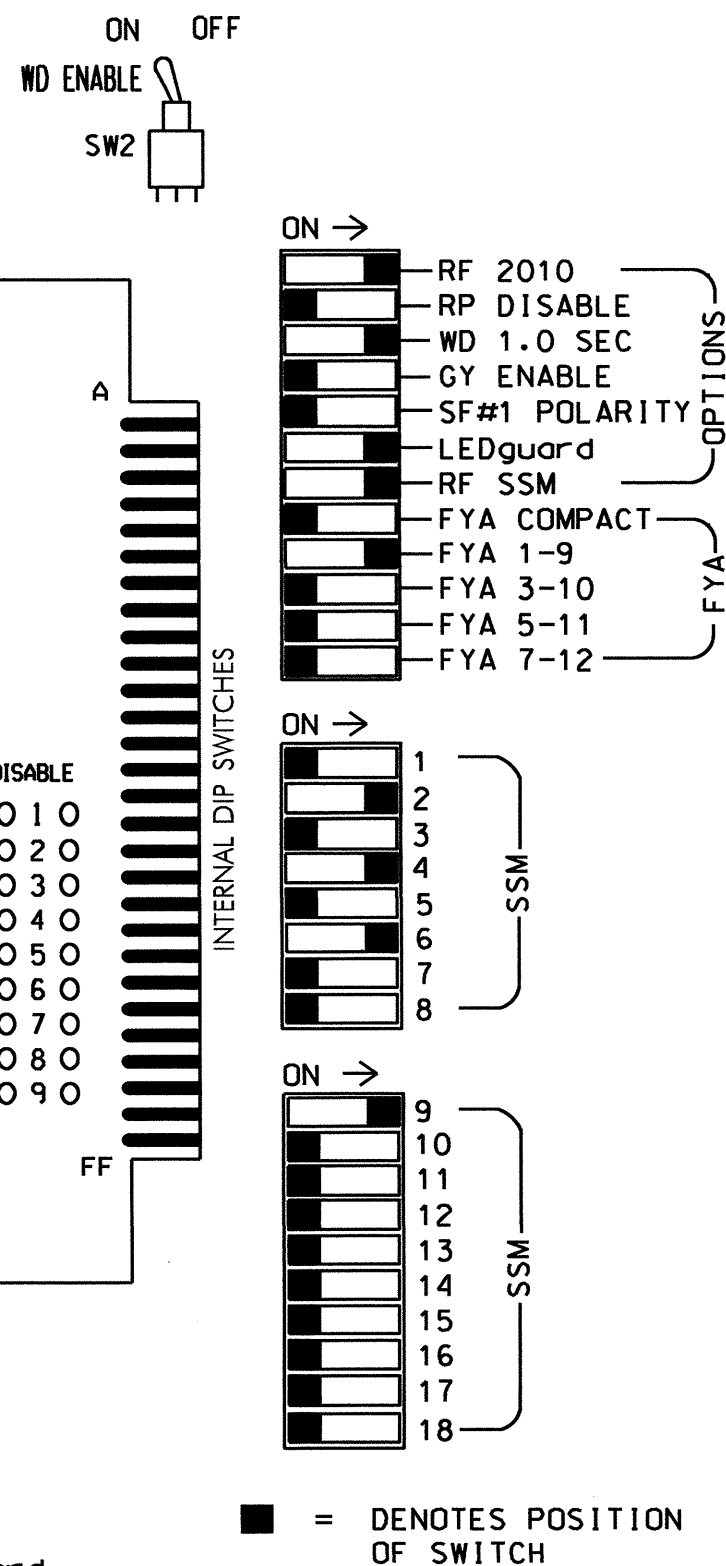 ON OFF
WD ENABLE
SW2
ON →
RF 2010
RP DISABLE
WD 1.0 SEC
GY ENABLE
SF#1 POLARITY
LEDguard
RF SSM
OPTIONS
FYA COMPACT
FYA 1-9
FYA 3-10
FYA 5-11
FYA 7-12
FYA
A
FF
INTERNAL DIP SWITCHES
ON →
1
2
3
4
5
6
7
8
SSM
O 1 O
O 2 O
O 3 O
O 4 O
O 5 O
O 6 O
O 7 O
O 8 O
O 9 O
ON →
9
10
11
12
13
14
15
16
17
18
SSM
■ = DENOTES POSITION
OF SWITCH